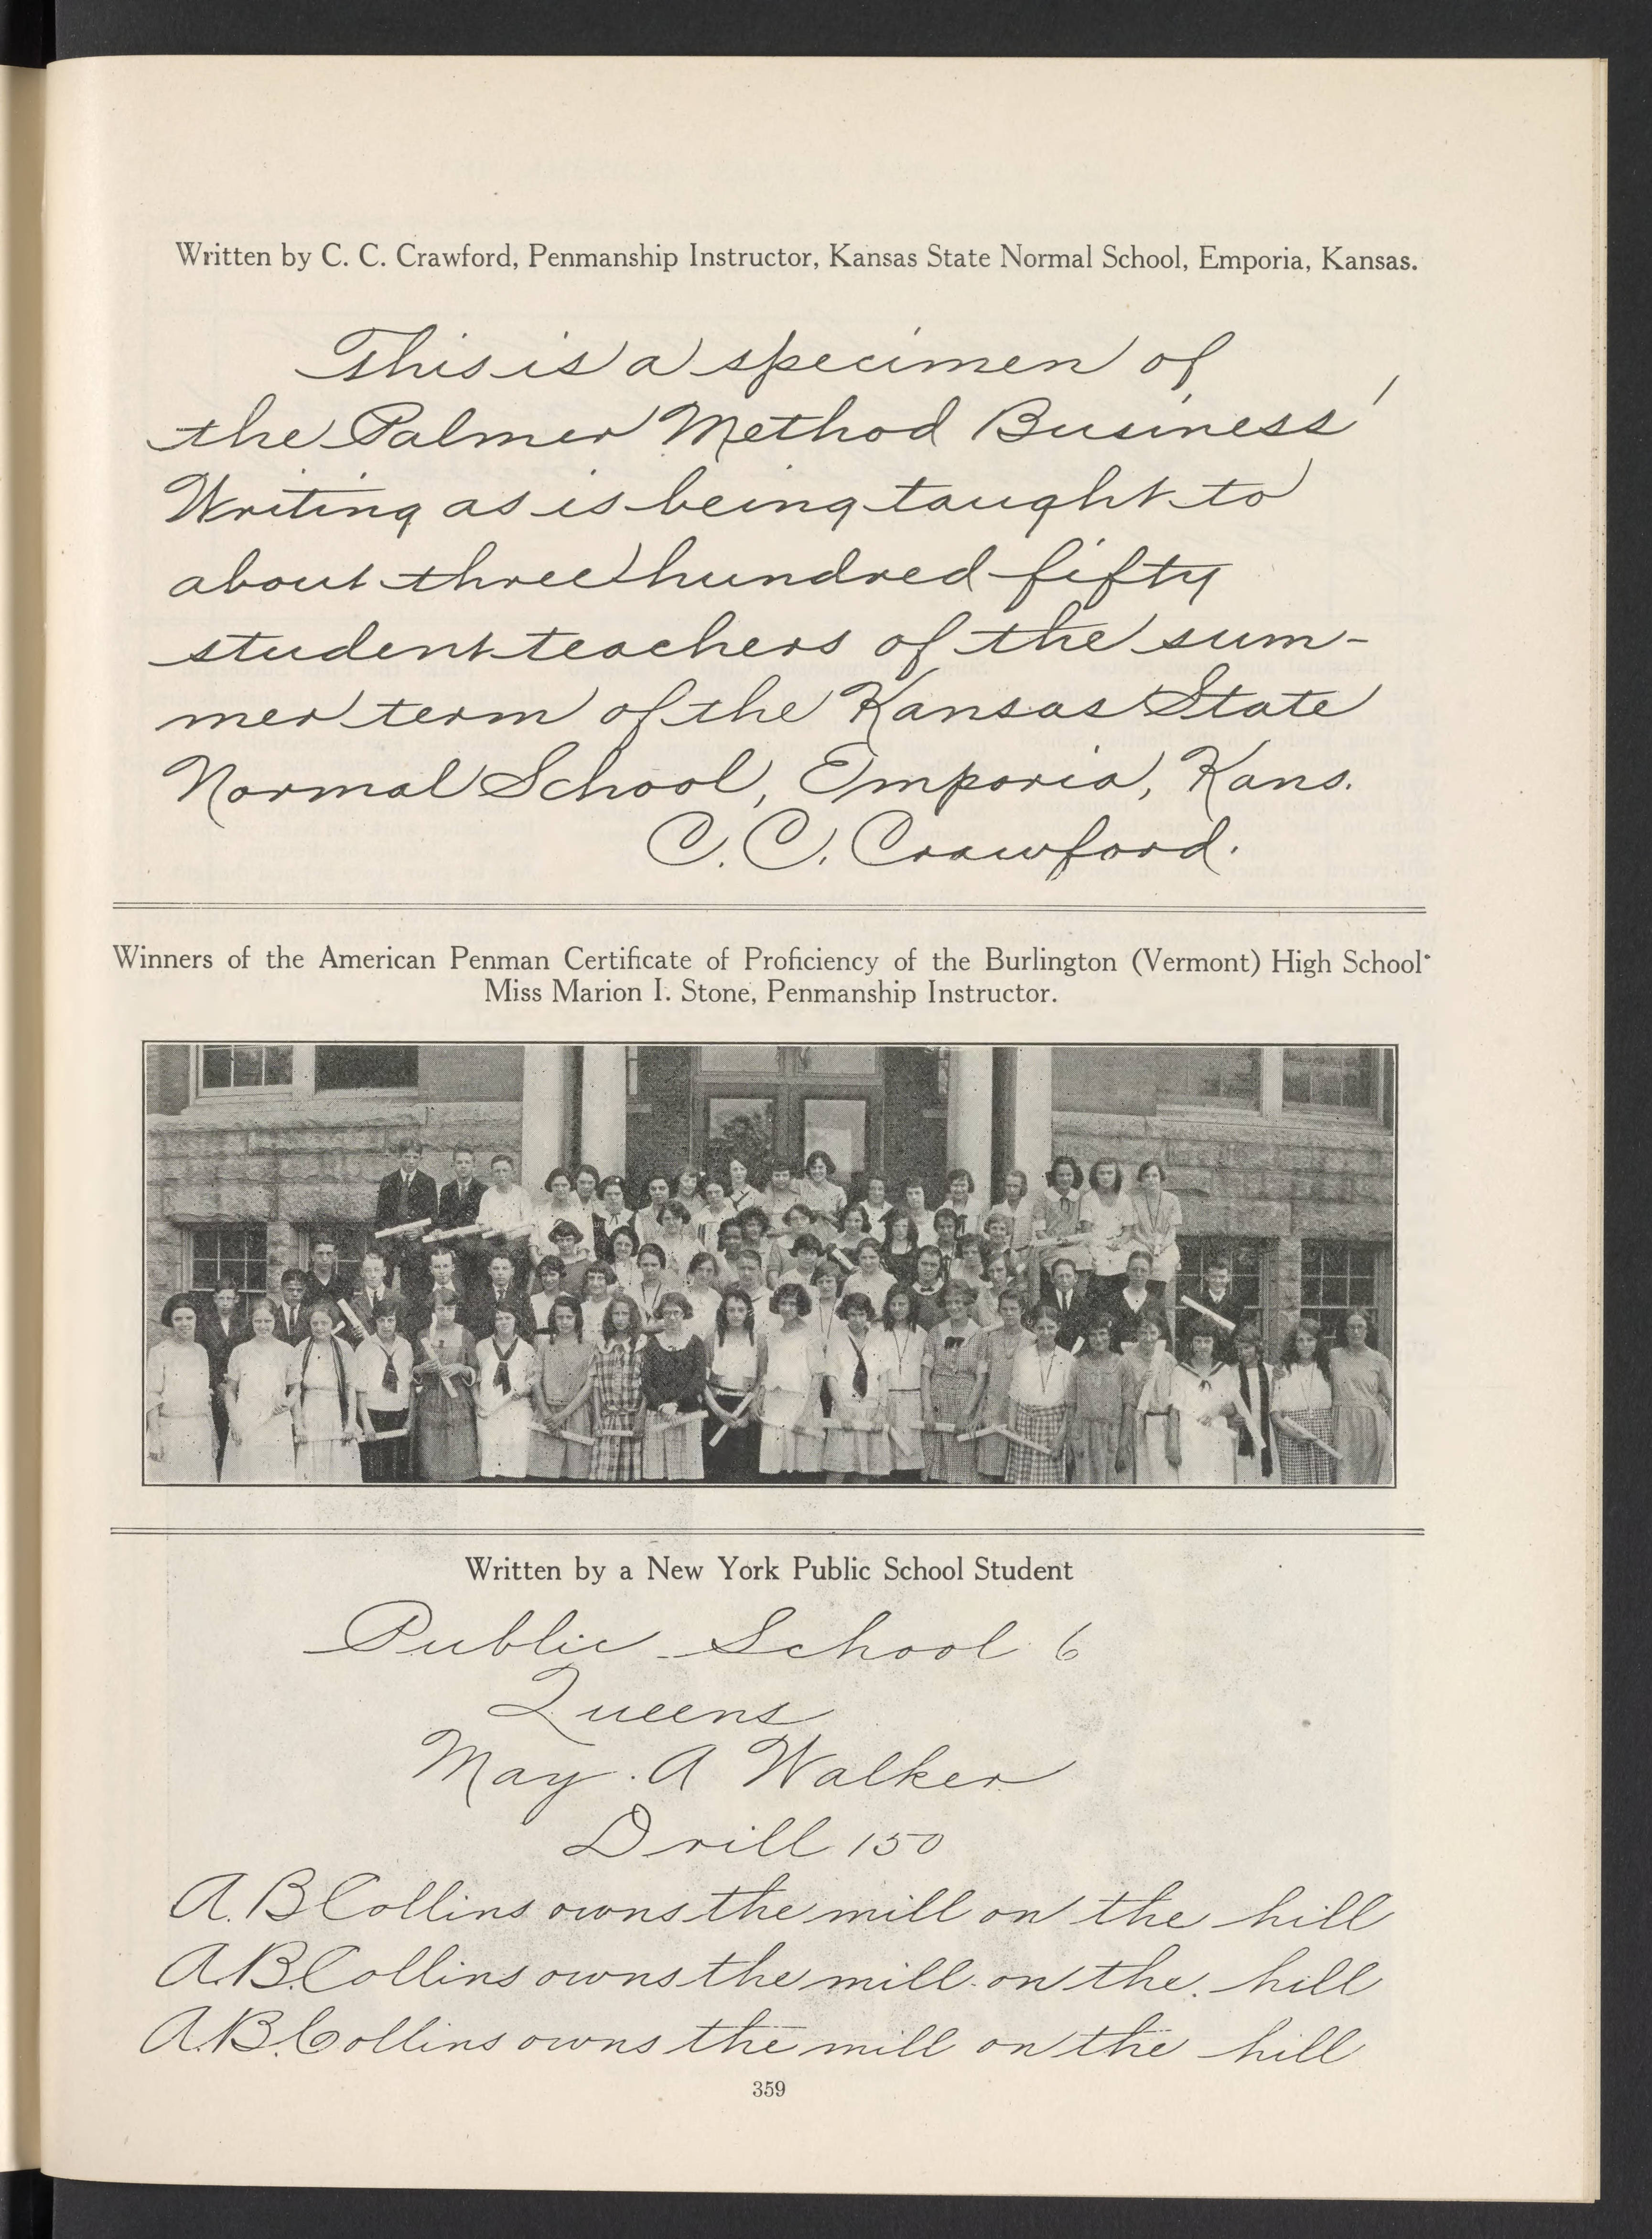 Written by C. C. Crawford, Penmanship Instructor, Kansas State Normal School, Emporia, Kansas.
This is a specimen of
the Palmer Method Business
Writing as is being taught to
about three hundred fifty
student teachers of the sum-
mer term of the Kansas State
Normal School, Emporia, Kans.
C. C. Crawford.
Winners of the American Penman Certificate of Proficiency of the Burlington (Vermont) High School·
Miss Marion I. Stone, Penmanship Instructor.
Written by a New York Public School Student
Public School 6
Queens
May. A Walker
Drill 150
A. B Collins owns the mill on the hill
A. B. Collins owns the mill on the hill
A. B. Collins owns the mill on the hill
359